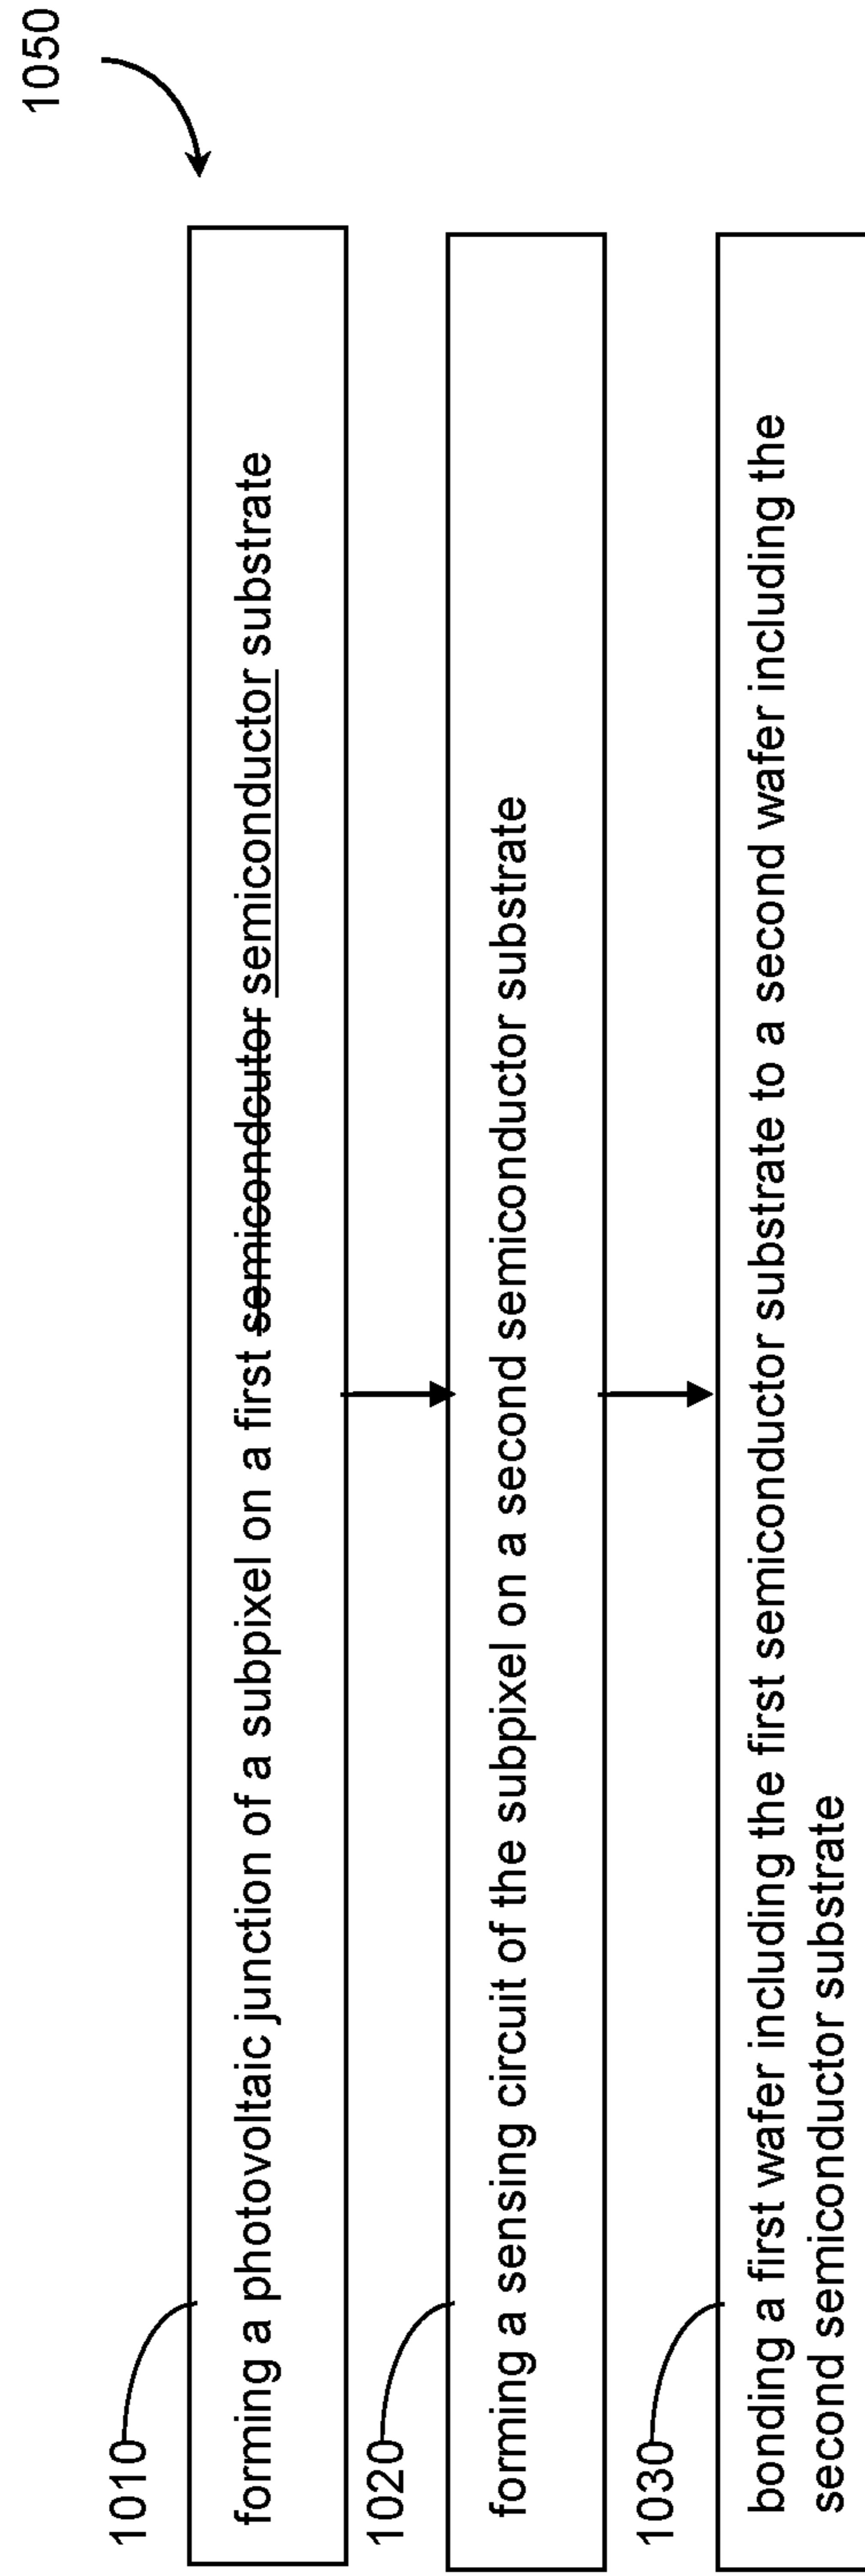 1050
1010
forming a photovoltaic junction of a subpixel on a first semicondcutor semiconductor substrate
1020
forming a sensing circuit of the subpixel on a second semiconductor substrate
1030
bonding a first wafer including the first semiconductor substrate to a second wafer including the
second semiconductor substrate